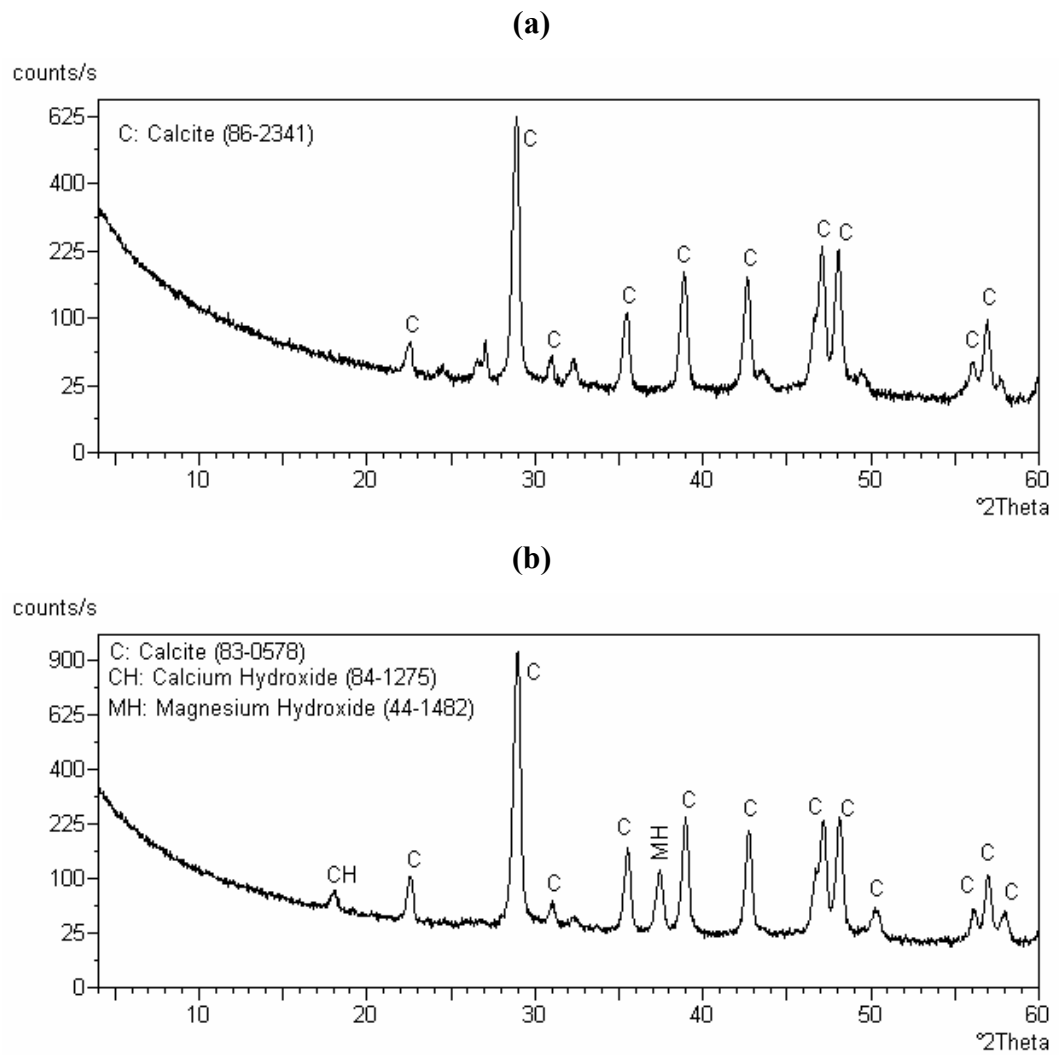 (a)
counts/s
625
400
225
100
25
0
C: Calcite (86-2341)
C
C
C
C
C
C
C
C
C
C
10
20
30
40
50
60
°2Theta
(b)
counts/s
900
625
400
225
100
25
0
C: Calcite (83-0578)
CH: Calcium Hydroxide (84-1275)
MH: Magnesium Hydroxide (44-1482)
CH
C
C
C
C
MH
C
C
C
C
C
C
C
C
10
20
30
40
50
60
°2Theta